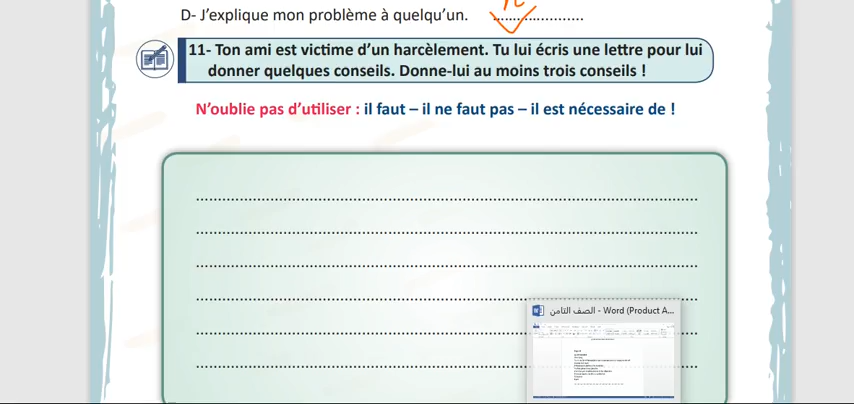 D- J'explique mon problème à quelqu'un. ........................
11- Ton ami est victime d'un harcèlement. Tu lui écris une lettre pour lui
donner quelques conseils. Donne-lui au moins trois conseils !
N'oublie pas d'utiliser : il faut – il ne faut pas – il est nécessaire de !
الصف الثامن - Word (Product A...